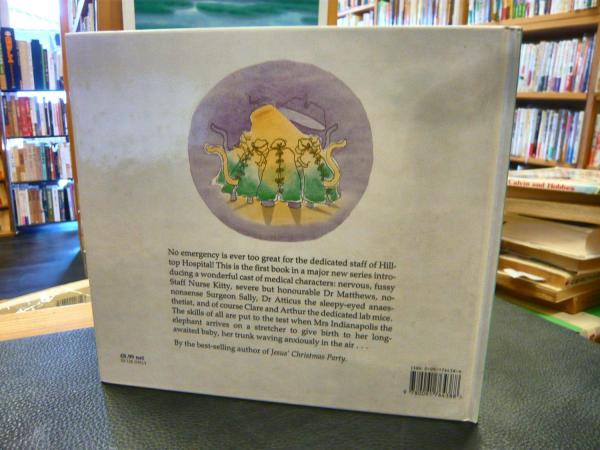 No emergency is ever too great for the dedicated staff of Hill-
top Hospital! This is the first book in a major new series intro-
ducing a wonderful cast of medical characters: nervous, fussy
Staff Nurse Kitty, severe but honourable Dr Matthews, no-
nonsense Surgeon Sally, Dr Atticus the sleepy-eyed anaes-
thetist, and of course Clare and Arthur the dedicated lab mice.
The skills of all are put to the test when Mrs Indianapolis the
elephant arrives on a stretcher to give birth to her long-
awaited baby, her trunk waving anxiously in the air . . .
By the best-selling author of Jesus' Christmas Party.
£8.99 net
Calvin and Hobbes